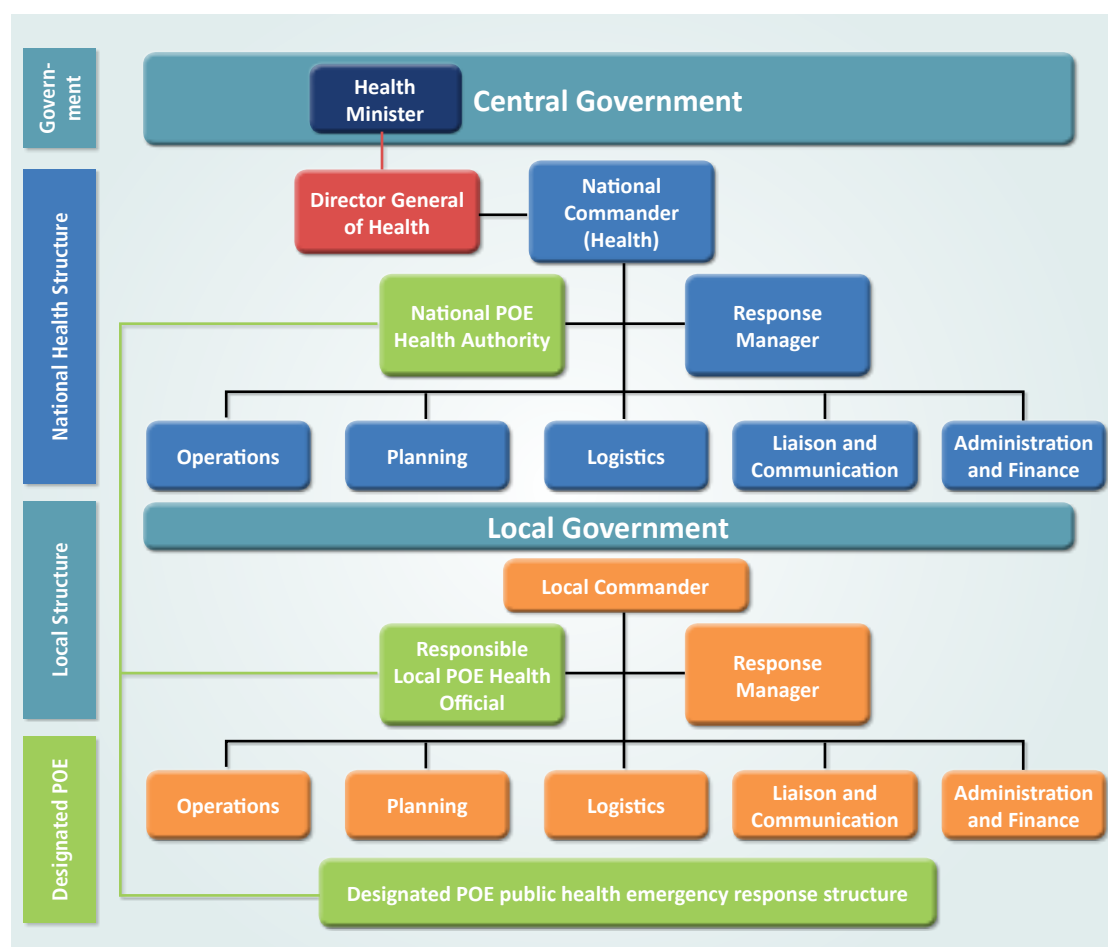 Govern-
ment
Health
Minister
Central Government
National Health Structure
Director General
of Health
National
Commander
(Health)
National POE
Health Authority
Response
Manager
Operations
Planning
Logistics
Liaison and
Communication
Administration
and Finance
Local Government
Local Structure
Local Commander
Responsible
Local POE Health
Official
Response
Manager
Designated POE
Operations
Planning
Logistics
Liaison and
Communication
Administration
and Finance
Designated POE public health emergency response structure